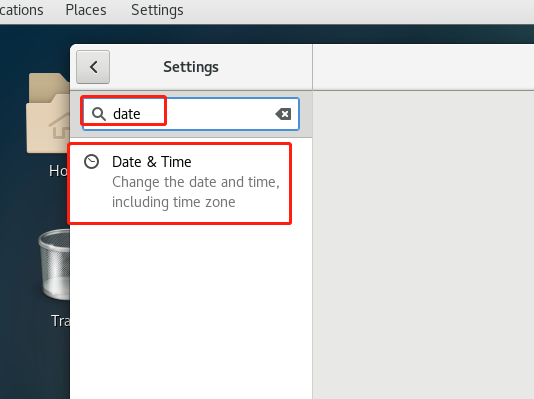 cations Places Settings
Settings
date
Date & Time
Change the date and time,
including time zone
Ho
Tra